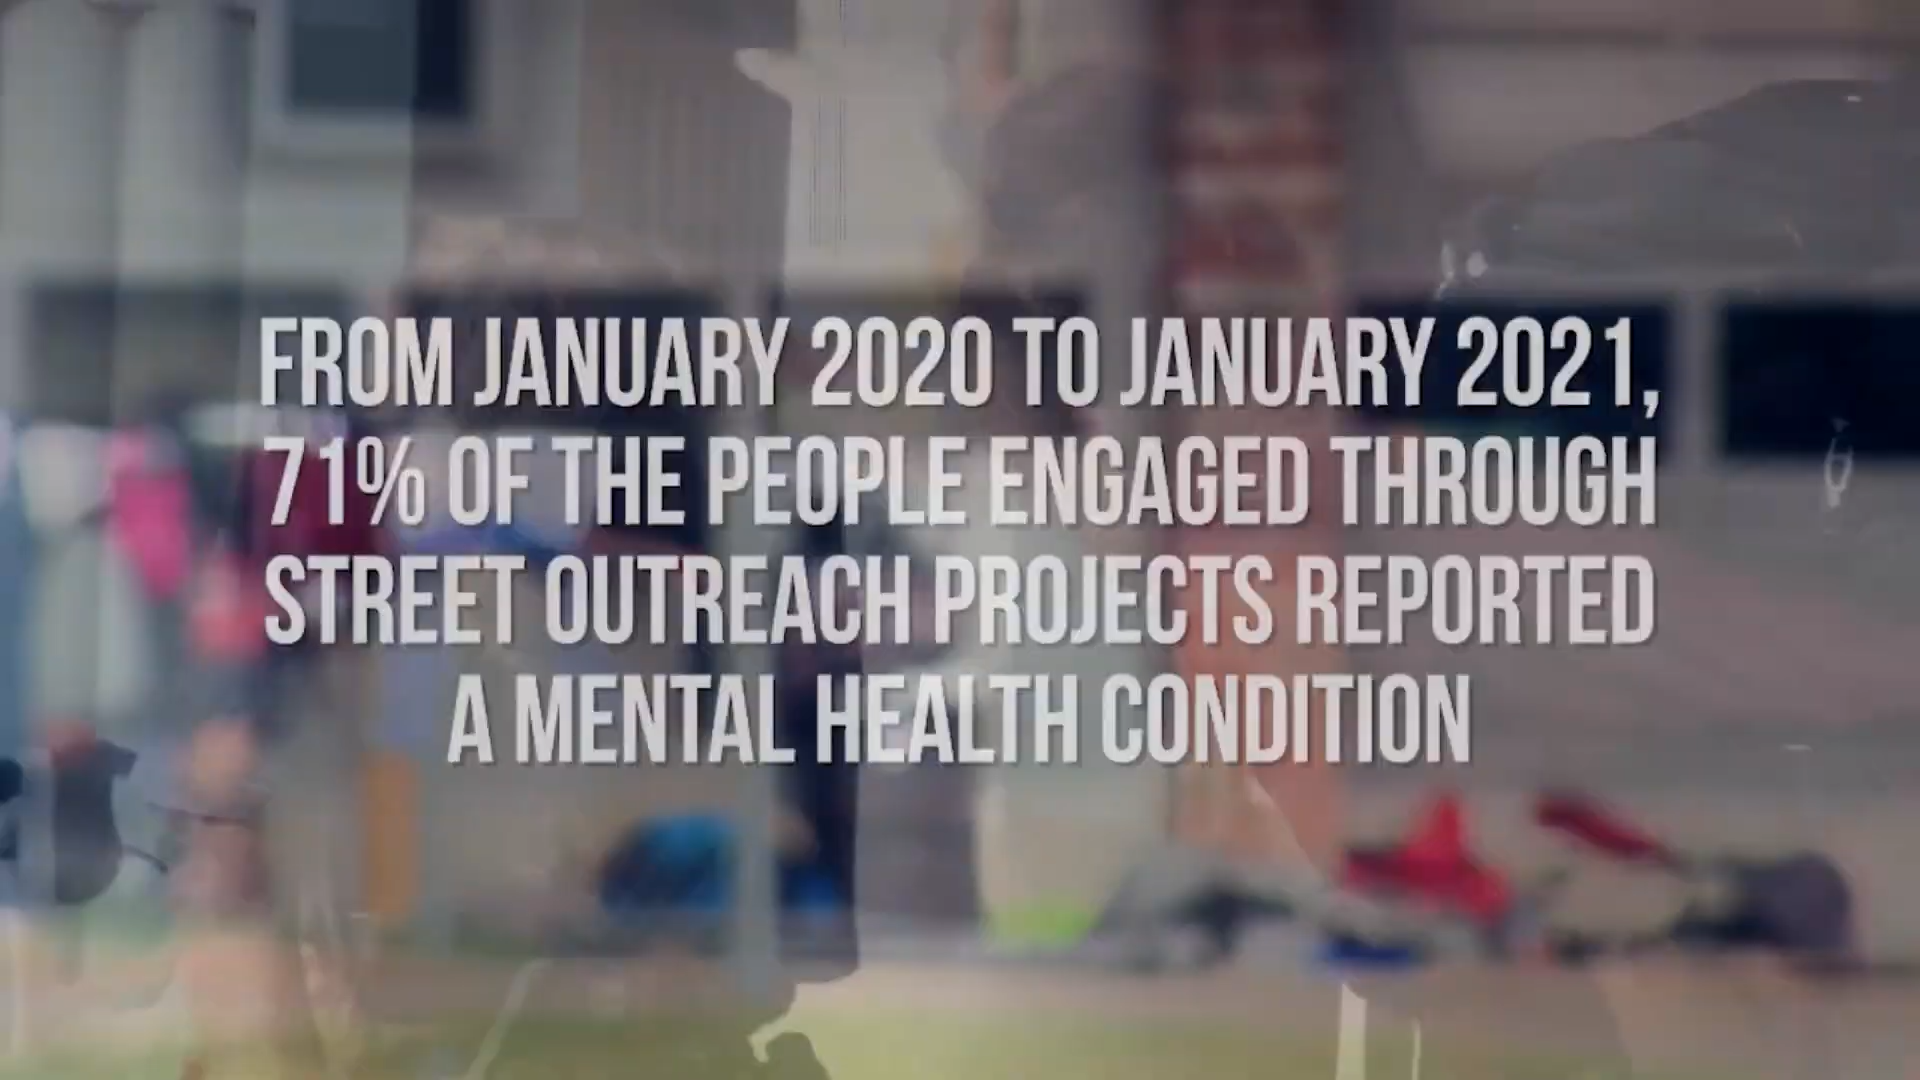 FROM JANUARY 2020 TO JANUARY 2021,
71% OF THE PEOPLE ENGAGED THROUGH
STREET OUTREACH PROJECTS REPORTED
A MENTAL HEALTH CONDITION